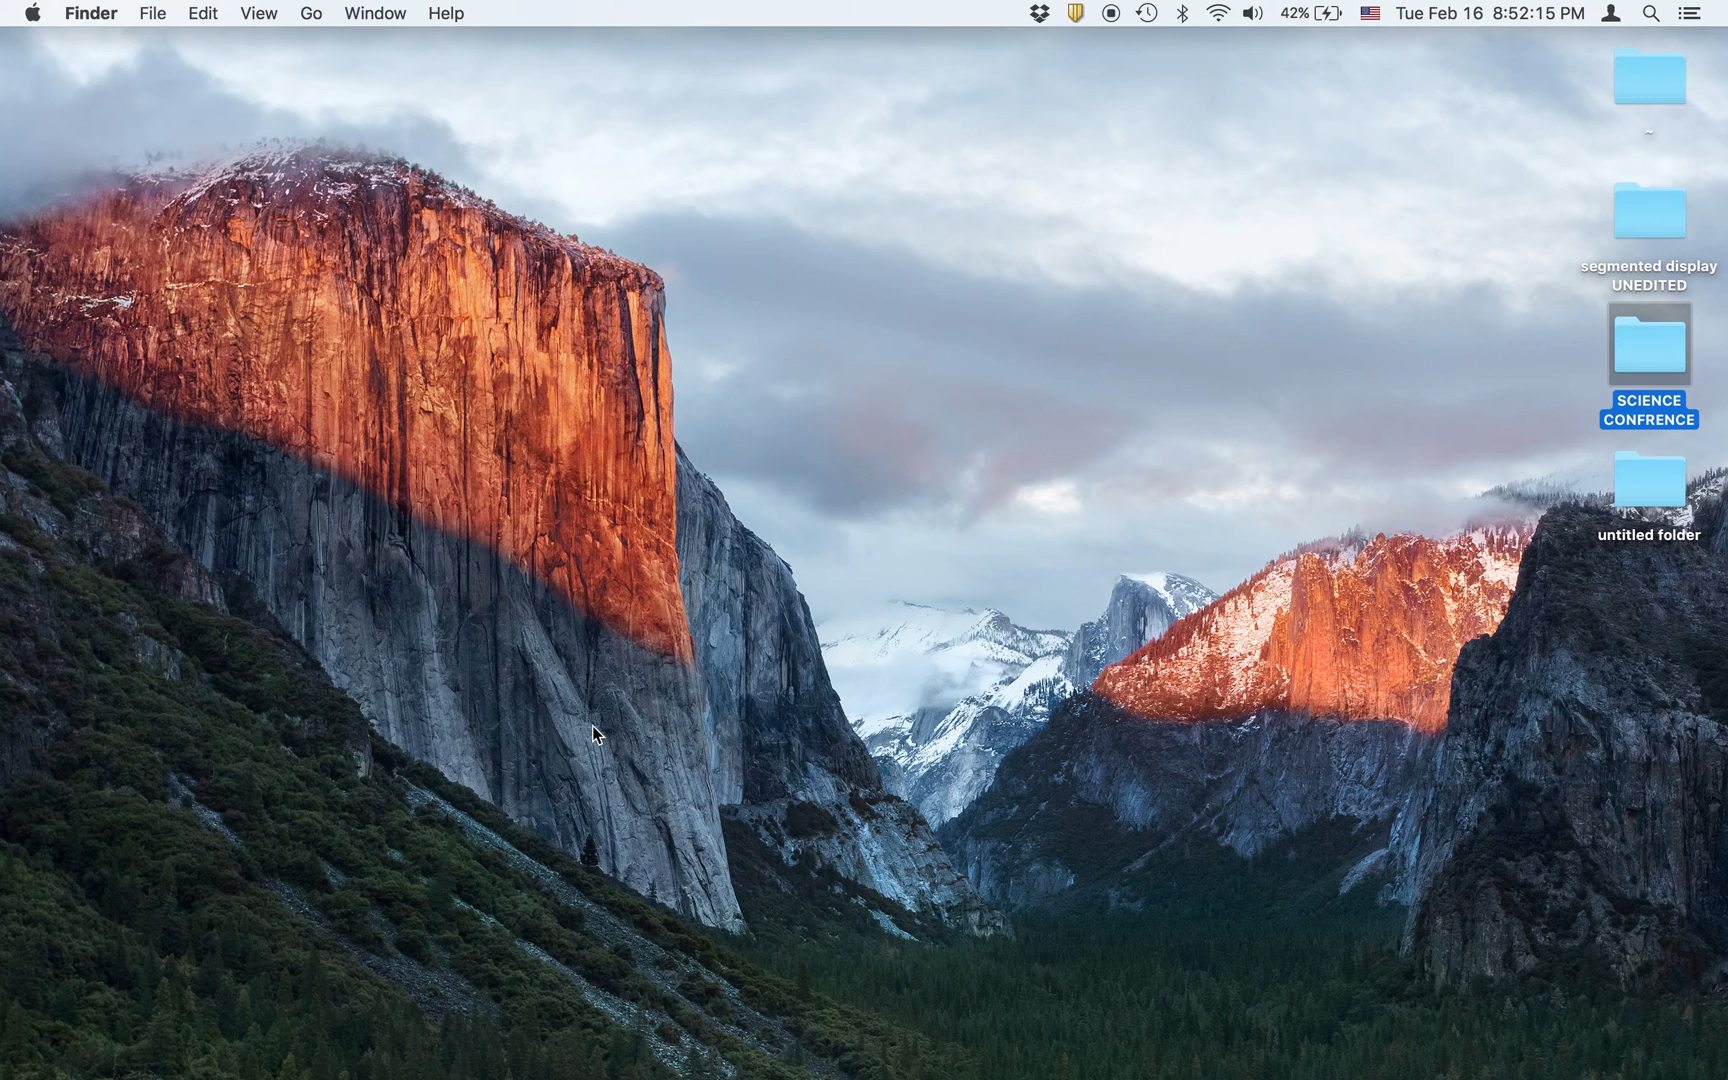 Finder File Edit View Go Window Help 42% Tue Feb 16 8:52:15 PM
~
segmented display
UNEDITED
SCIENCE
CONFRENCE
untitled folder